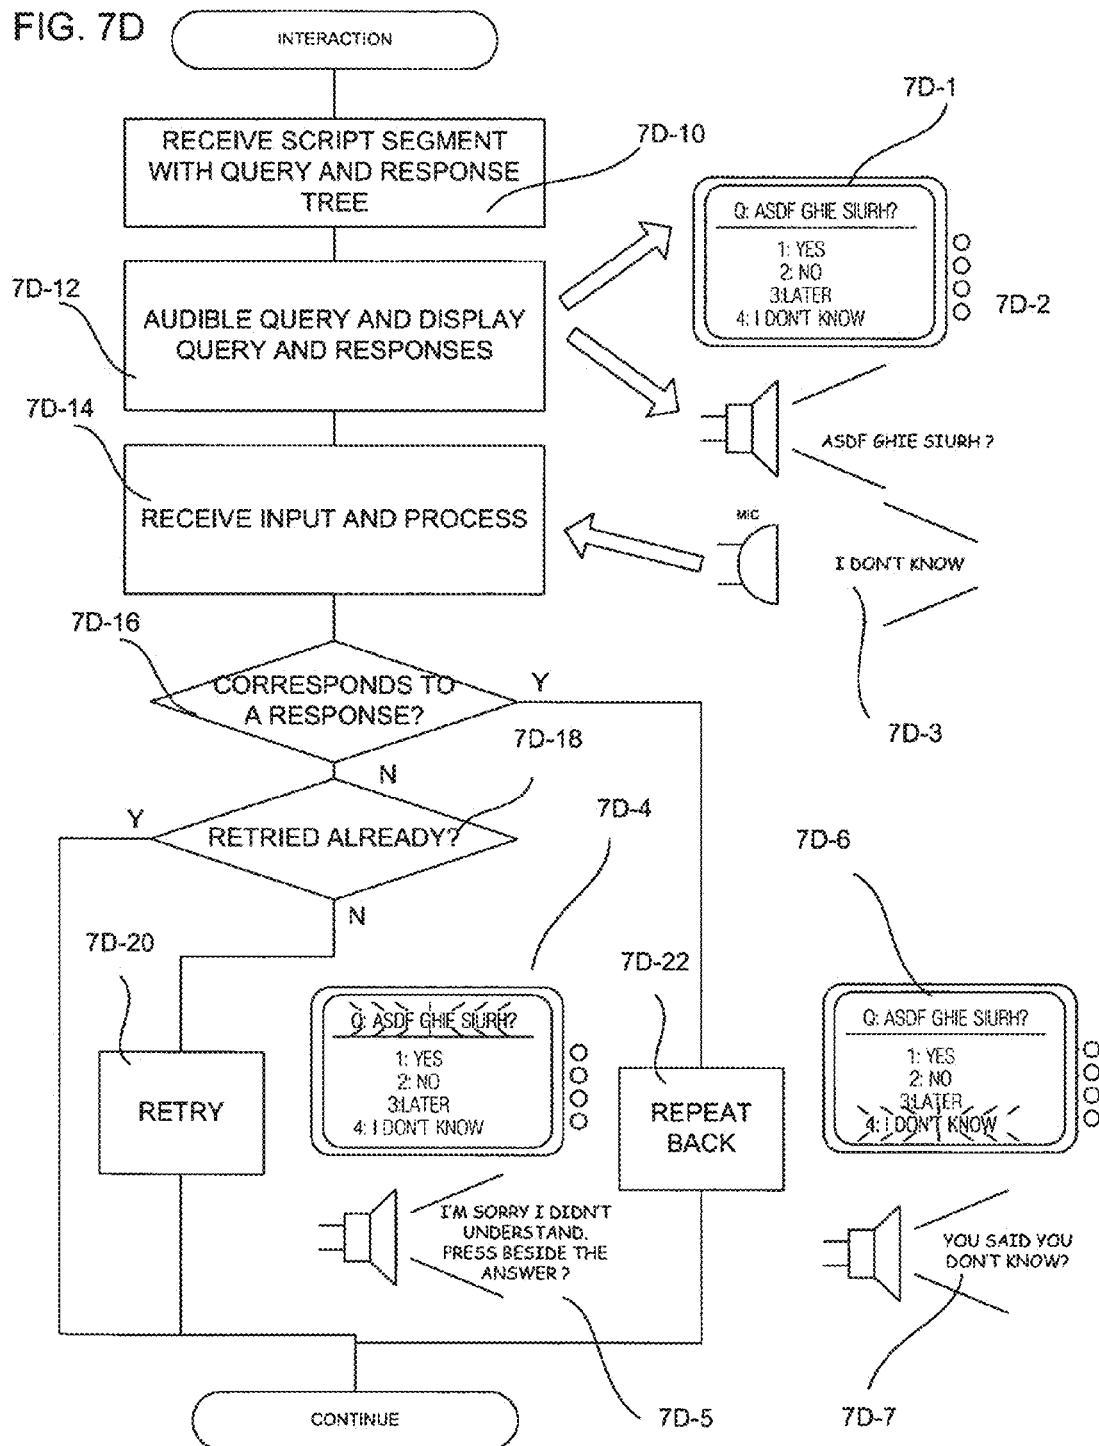 FIG. 7D
INTERACTION
7D-1
RECEIVE SCRIPT SEGMENT
WITH QUERY AND RESPONSE
TREE
7D-10
Q: ASDF GHIE SIURH?
1: YES
2: NO
3:LATER
4: I DON'T KNOW
7D-2
7D-12
AUDIBLE QUERY AND DISPLAY
QUERY AND RESPONSES
7D-14
ASDF GHIE SIURH ?
RECEIVE INPUT AND PROCESS
MIC
I DON'T KNOW
7D-3
7D-16
CORRESPONDS TO
A RESPONSE?
Y
7D-18
N
Y
RETRIED ALREADY?
7D-4
7D-6
N
7D-20
7D-22
RETRY
Q: ASDF GHIE SIURH?
1: YES
2: NO
3:LATER
4: I DON'T KNOW
REPEAT
BACK
Q: ASDF GHIE SIURH?
1: YES
2: NO
3:LATER
4: I DON'T KNOW
I'M SORRY I DIDN'T
UNDERSTAND.
PRESS BESIDE THE
ANSWER ?
YOU SAID YOU
DON'T KNOW?
7D-5
7D-7
CONTINUE